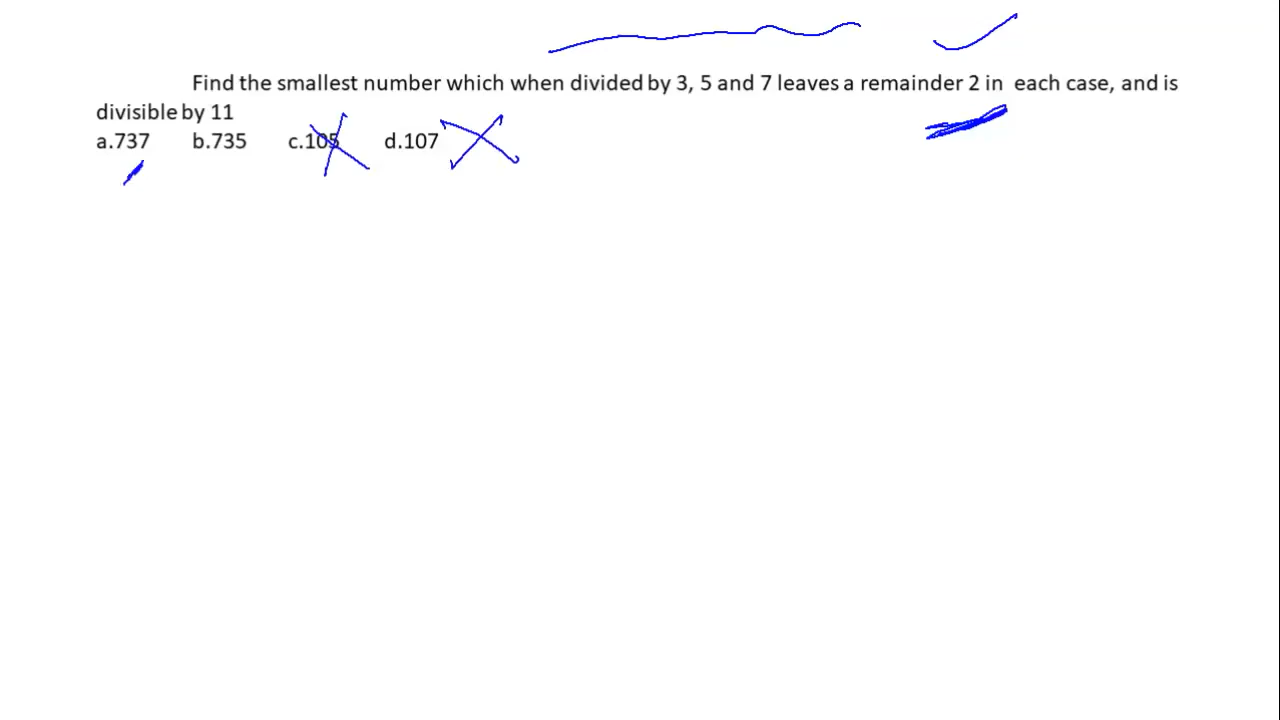 Find the smallest number which when divided by 3, 5 and 7 leaves a remainder 2 in each case, and is
divisible by 11
a.737 b.735 c.105 d.107